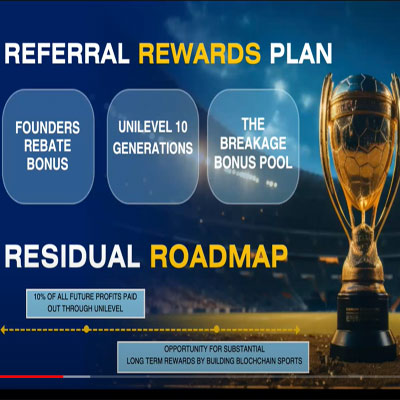 REFERRAL REWARDS PLAN
FOUNDERS
REBATE
BONUS
UNILEVEL 10
GENERATIONS
THE
BREAKAGE
BONUS POOL
RESIDUAL ROADMAP
10% OF ALL FUTURE PROFITS PAID
OUT THROUGH UNILEVEL
OPPORTUNITY FOR SUBSTANTIAL
LONG TERM REWARDS BY BUILDING BLOCHCHAIN SPORTS